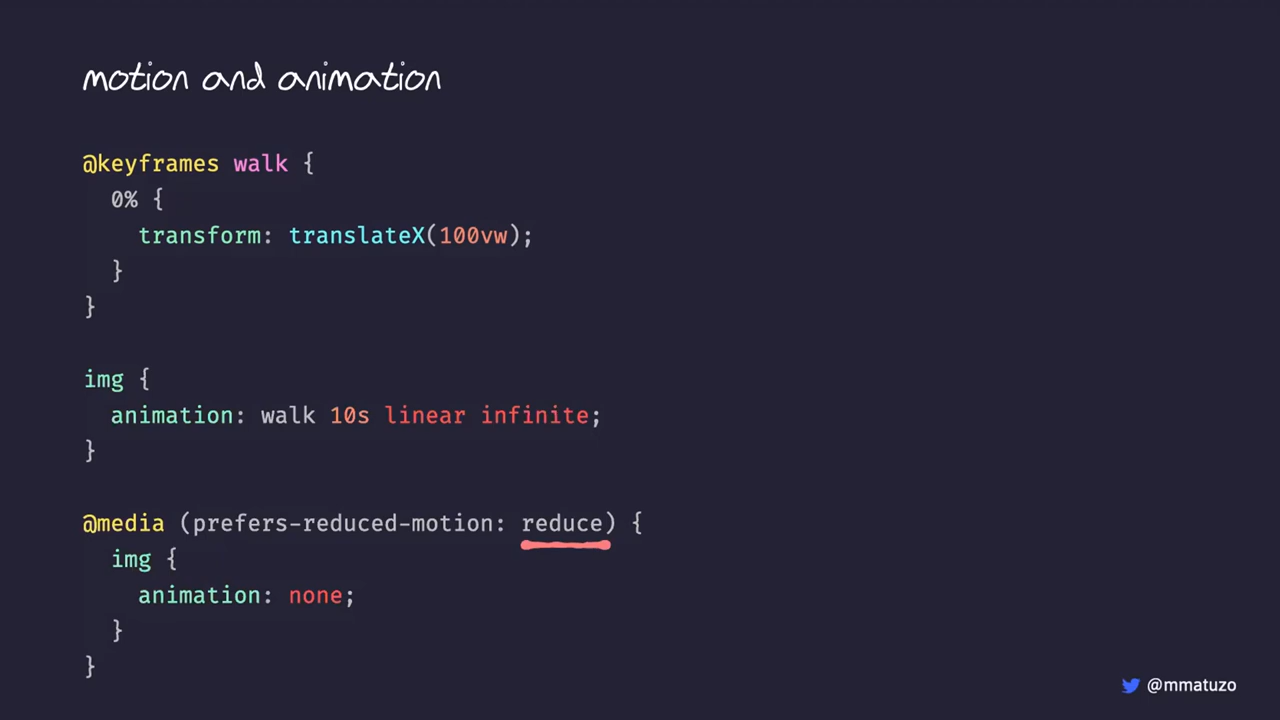 motion and animation
@keyframes walk {
  0% {
    transform: translateX(100vw);
  }
}
img {
  animation: walk 10s linear infinite;
}
@media (prefers-reduced-motion: reduce) {
  img {
    animation: none;
  }
}
@mmatuzo